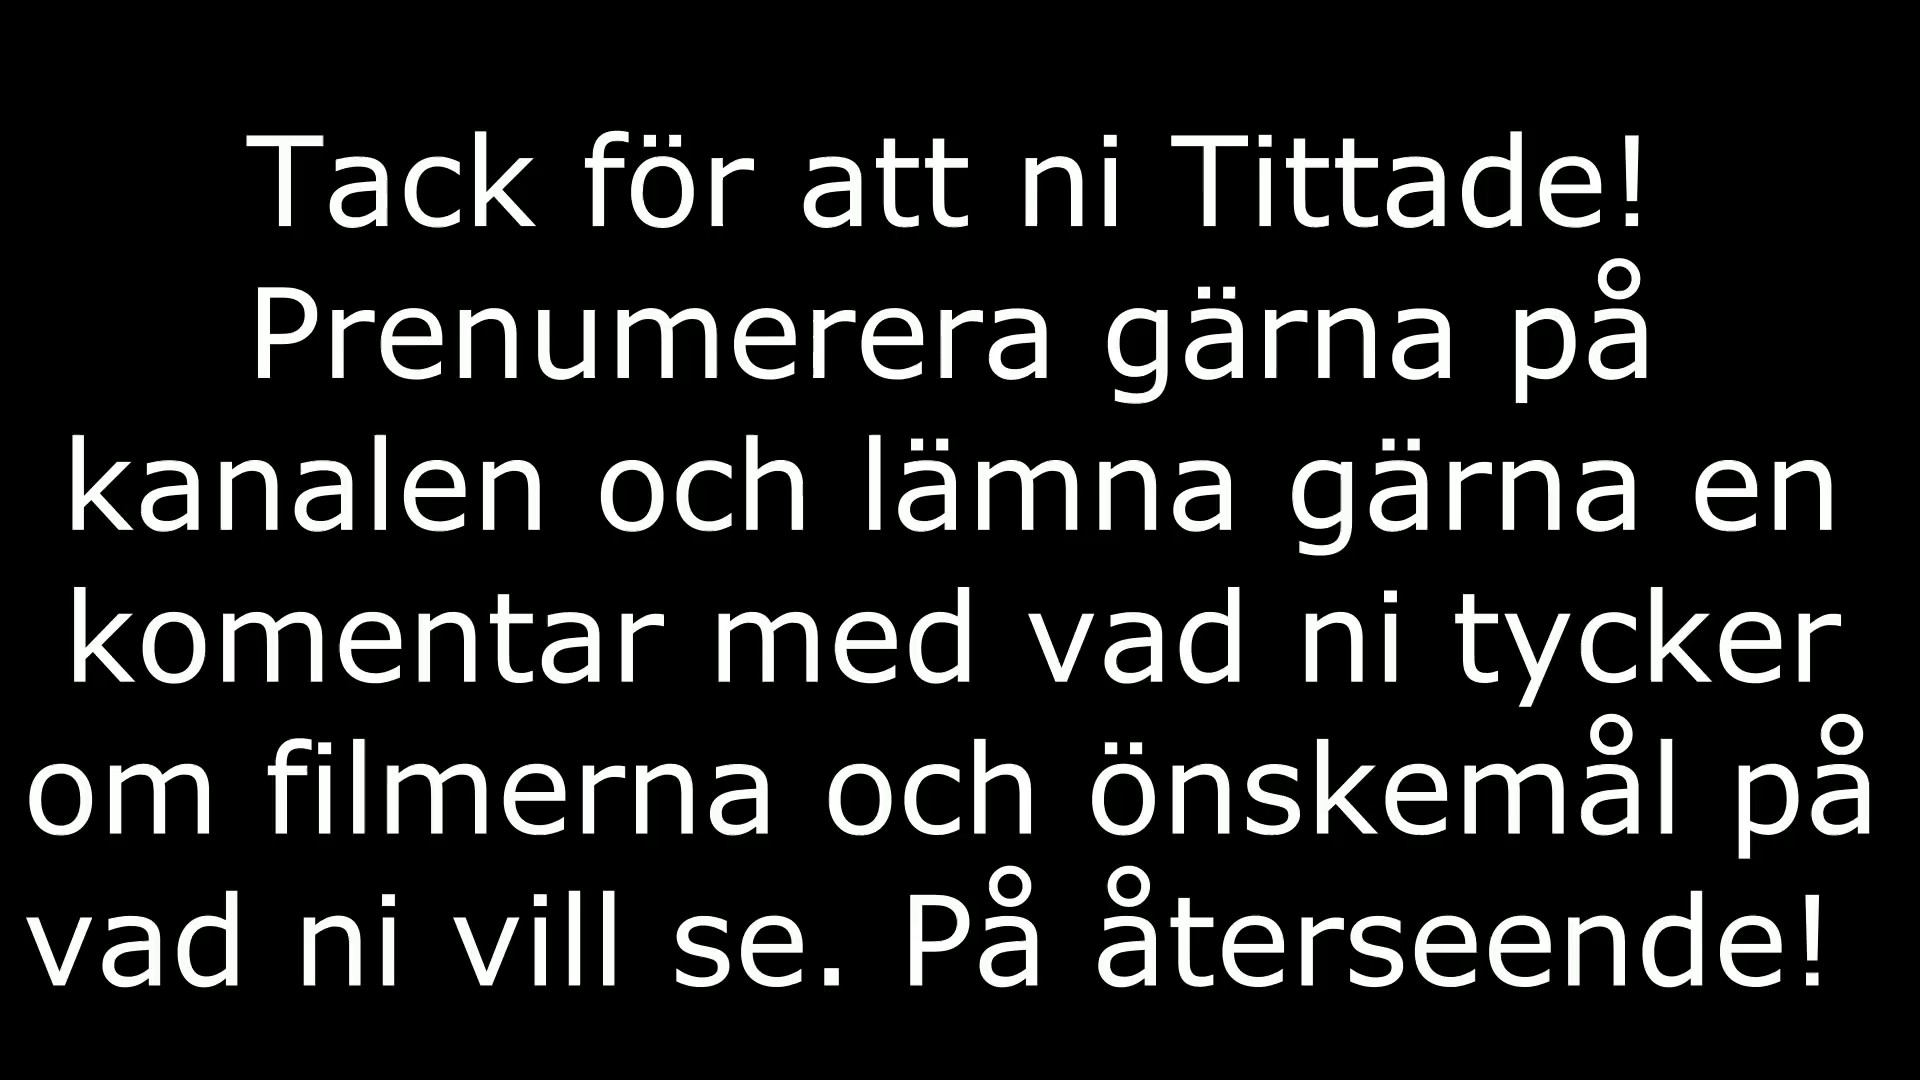 Tack för att ni Tittade!
Prenumerera gärna på
kanalen och lämna gärna en
komentar med vad ni tycker
om filmerna och önskemål på
vad ni vill se. På återseende!